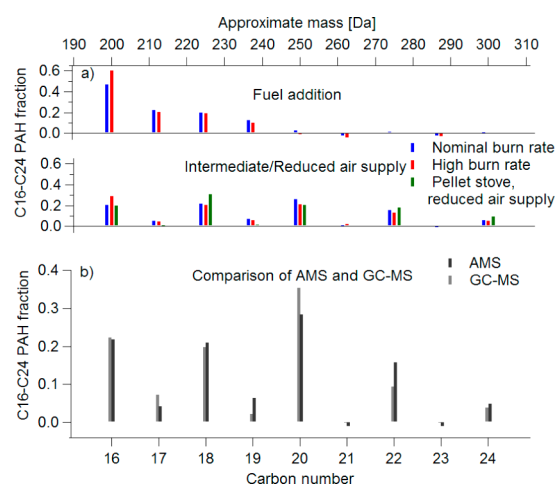 Approximate mass [Da]
190 200 210 220 230 240 250 260 270 280 290 300 310
C16-C24 PAH fraction
0.6
0.4
0.2
0.0
a)
Fuel addition
Nominal burn rate
High burn rate
Pellet stove,
reduced air supply
Intermediate/Reduced air supply
0.6
0.4
0.2
0.0
C16-C24 PAH fraction
0.4
0.3
0.2
0.1
0.0
b)
Comparison of AMS and GC-MS
AMS
GC-MS
16 17 18 19 20 21 22 23 24
Carbon number